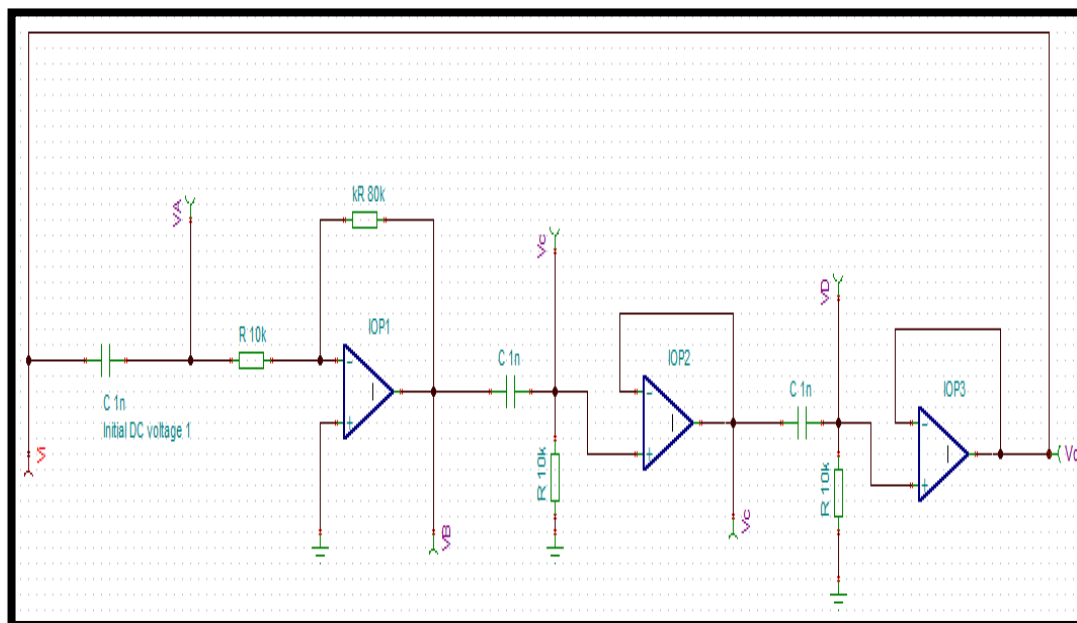 kR 80k
VA
Vc
VD
IOP1
R 10k
IOP2
IOP3
C 1n
C 1n
C 1n
Initial DC voltage 1
Vi
R 10k
R 10k
VB
Vc